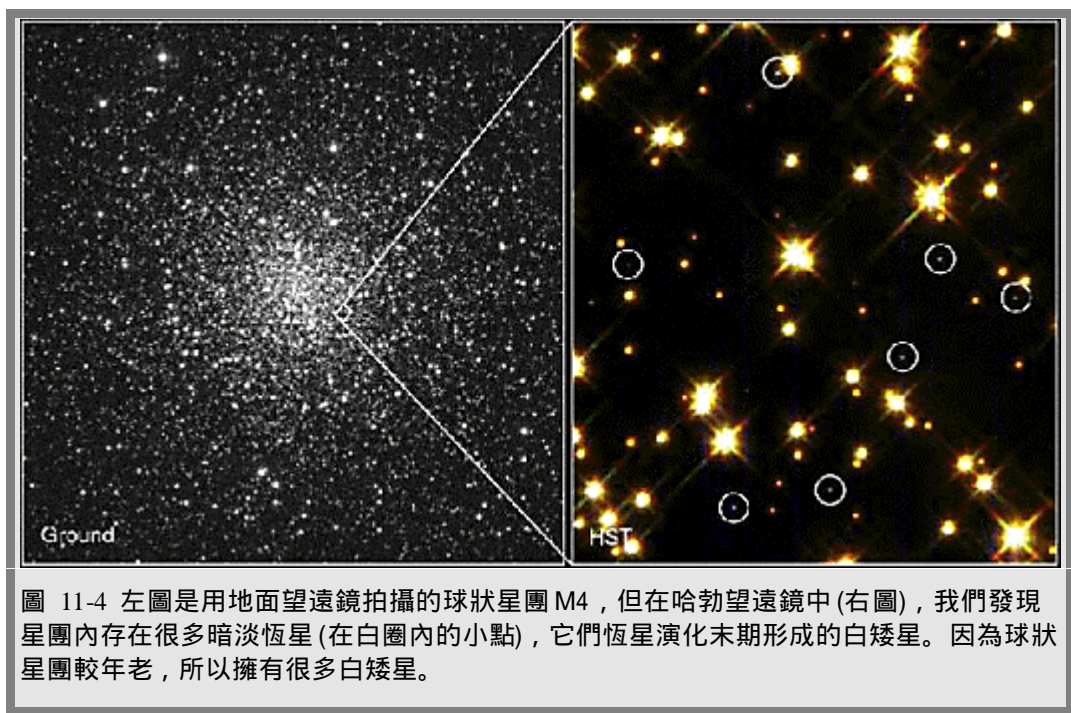 Ground
HST
圖 11-4 左圖是用地面望遠鏡拍攝的球狀星團 M4，但在哈勃望遠鏡中 (右圖)，我們發現
星團內存在很多暗淡恆星 (在白圈內的小點)，它們恆星演化末期形成的白矮星。因為球狀
星團較年老，所以擁有很多白矮星。